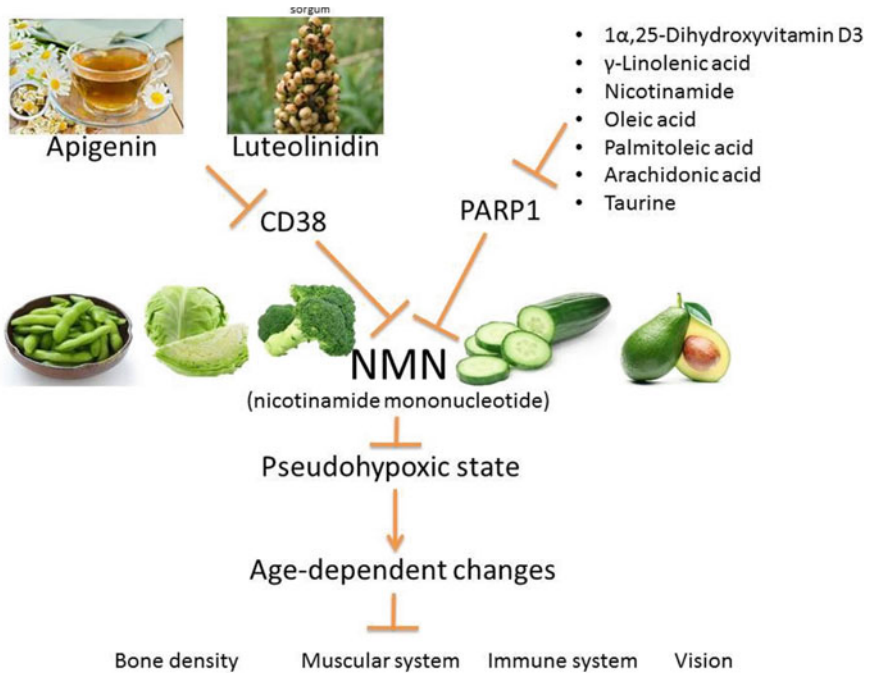 sorgum
Apigenin
Luteolinidin
• 1α,25-Dihydroxyvitamin D3
• γ-Linolenic acid
• Nicotinamide
• Oleic acid
• Palmitoleic acid
• Arachidonic acid
• Taurine
CD38
PARP1
NMN
(nicotinamide mononucleotide)
Pseudohypoxic state
Age-dependent changes
Bone density
Muscular system
Immune system
Vision